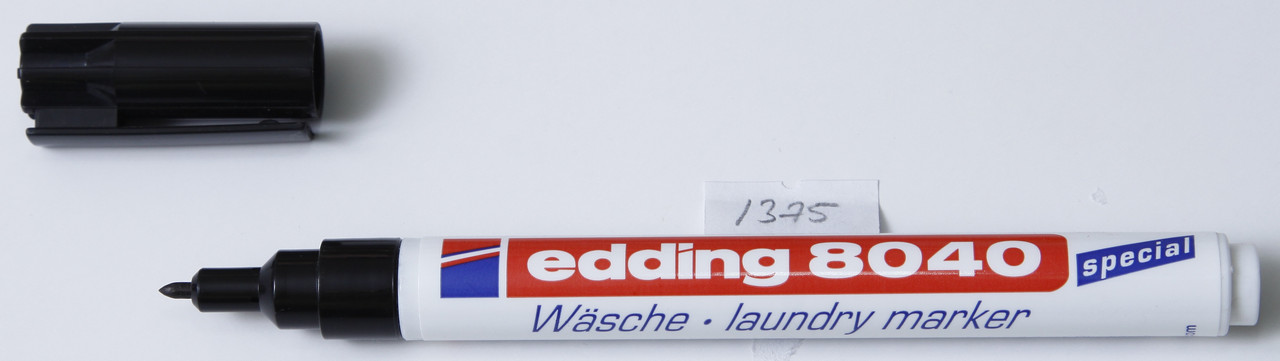 1375
edding 8040 special
Wäsche · laundry marker